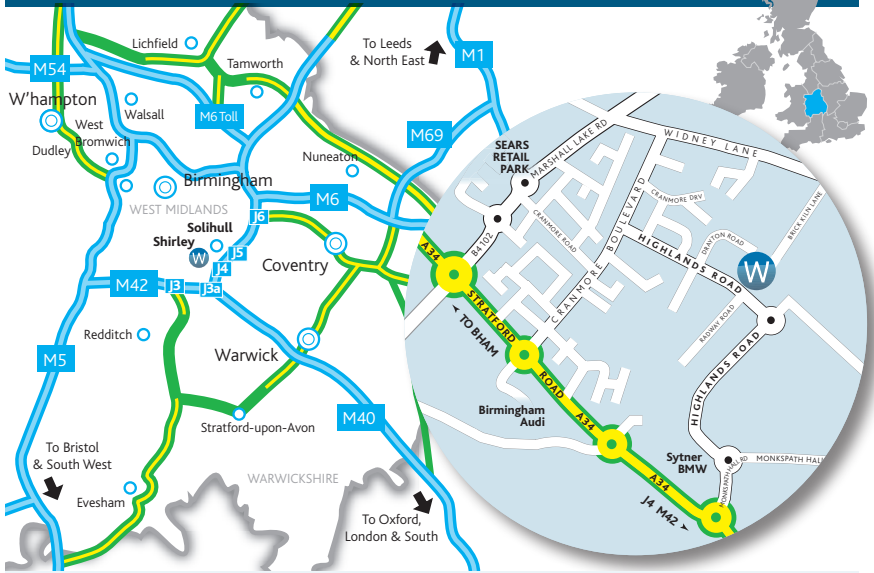 Lichfield
To Leeds
& North East
M1
Tamworth
M54
W'hampton
Walsall
M6 Toll
West
Bromwich
Dudley
M69
Nuneaton
Birmingham
M6
WEST MIDLANDS
J6
Solihull
Shirley
W
J5
J4
Coventry
M42
J3
J3a
Redditch
Warwick
M5
M40
Stratford-upon-Avon
To Bristol
& South West
WARWICKSHIRE
Evesham
To Oxford,
London & South
SEARS
RETAIL
PARK
MARSHALL LAKE RD
WIDNEY LANE
CRANMORE DRV
BRICK KILN LANE
CRANMORE ROAD
CRANMORE BOULEVARD
DRAYTON ROAD
HIGHLANDS ROAD
B4102
A34
W
STRATFORD ROAD
TO BHAM
RADWAY ROAD
HIGHLANDS ROAD
Birmingham
Audi
A34
Sytner
BMW
MONKSPATH HALL RD
MONKSPATH HALL
A34
J4 M42